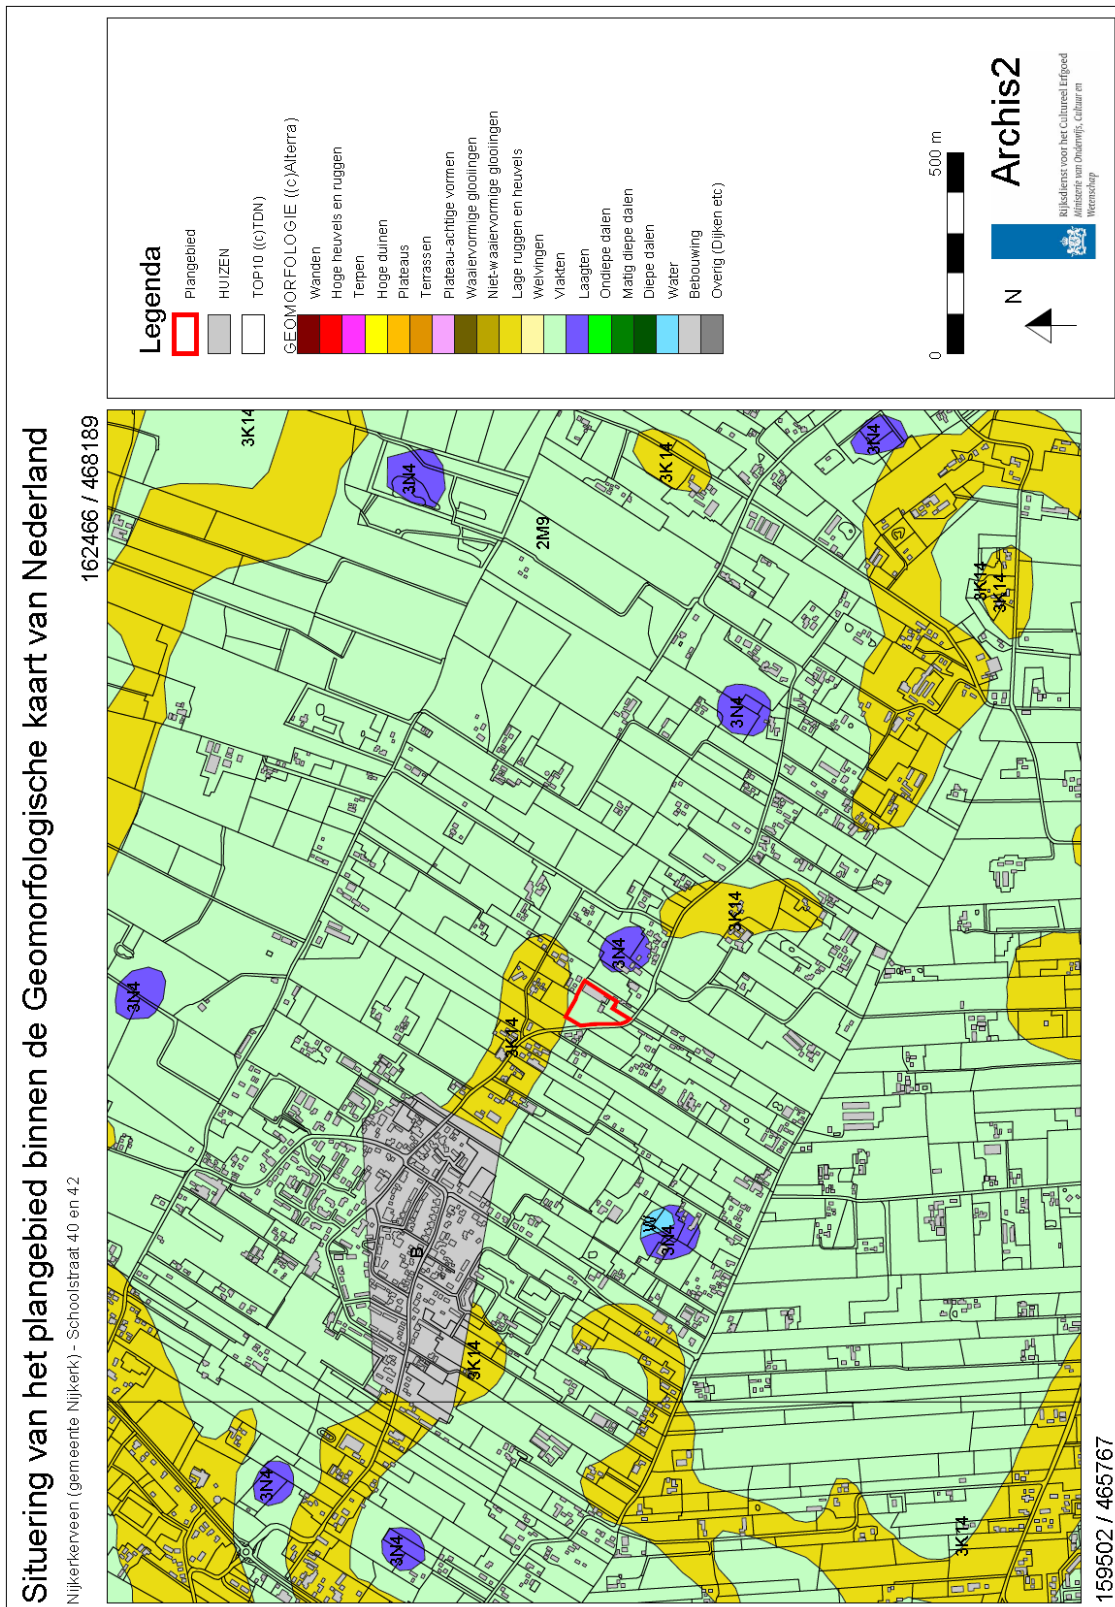 Situering van het plangebied binnen de Geomorfologische kaart van Nederland
Nijkerkerveen (gemeente Nijkerk) - Schoolstraat 40 en 42
162466 / 468189
3N4
3K14
3N4
3K14
3N4
B
3K14
3N4
3K14
2M9
W
3N4
3N4
3N4
3K14
3K14
3K14
3N4
3K14
3K14
159502 / 465767
Legenda
Plangebied
HUIZEN
TOP10 ((c)TDN)
GEOMORFOLOGIE ((c)Alterra)
Wanden
Hoge heuvels en ruggen
Terpen
Hoge duinen
Plateaus
Terrassen
Plateau-achtige vormen
Waaiervormige glooiingen
Niet-waaiervormige glooiingen
Lage ruggen en heuvels
Welvingen
Vlakten
Laagten
Ondiepe dalen
Matig diepe dalen
Diepe dalen
Water
Bebouwing
Overig (Dijken etc)
0
500 m
N
Archis2
Rijksdienst voor het Cultureel Erfgoed
Ministerie van Onderwijs, Cultuur en
Wetenschap